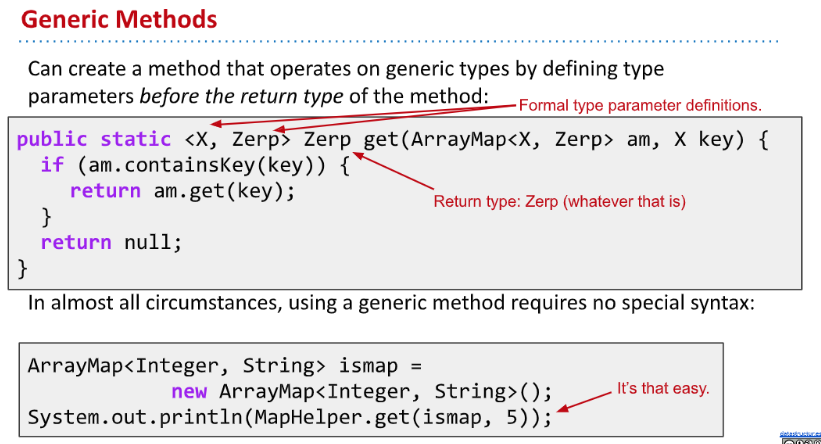 Generic Methods
Can create a method that operates on generic types by defining type
parameters before the return type of the method:
Formal type parameter definitions.
public static <X, Zerp> Zerp get(ArrayMap<X, Zerp> am, X key) {
if (am.containsKey(key)) {
return am.get(key);
}
Return type: Zerp (whatever that is)
return null;
}
In almost all circumstances, using a generic method requires no special syntax:
ArrayMap<Integer, String> ismap =
new ArrayMap<Integer, String>();
It's that easy.
System.out.println(MapHelper.get(ismap, 5));